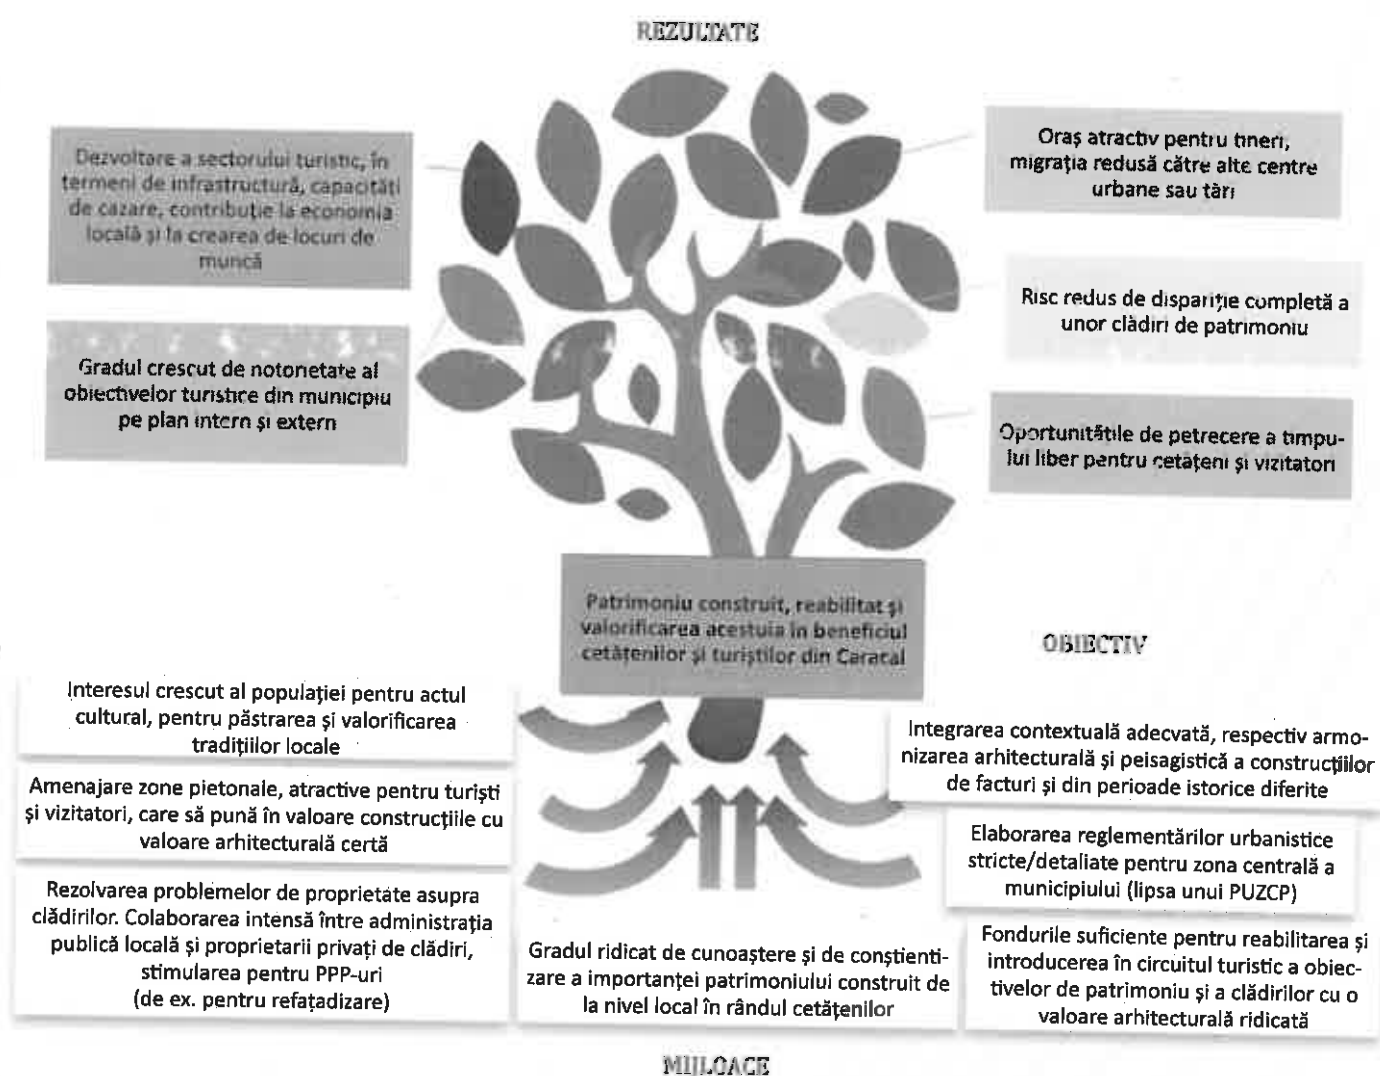 REZULTATE
Dezvoltare a sectorului turistic, în
termeni de infrastructură, capacități
de cazare, contribuție la economia
locală și la crearea de locuri de
muncă
Gradul crescut de notorietate al
obiectivelor turistice din municipiu
pe plan intern și extern
Oraș atractiv pentru tineri,
migrația redusă către alte centre
urbane sau țări
Risc redus de dispariție completă a
unor clădiri de patrimoniu
Oportunitățile de petrecere a timpu-
lui liber pentru cetățeni și vizitatori
Patrimoniu construit, reabilitat și
valorificarea acestuia în beneficiul
cetățenilor și turiștilor din Caracal
OBIECTIV
Interesul crescut al populației pentru actul
cultural, pentru păstrarea și valorificarea
tradițiilor locale
Amenajare zone pietonale, atractive pentru turiști
și vizitatori, care să pună în valoare construcțiile cu
valoare arhitecturală certă
Rezolvarea problemelor de proprietate asupra
clădirilor. Colaborarea intensă între administrația
publică locală și proprietarii privați de clădiri,
stimularea pentru PPP-uri
(de ex. pentru refațadizare)
Gradul ridicat de cunoaștere și de conștienti-
zare a importanței patrimoniului construit de
la nivel local în rândul cetățenilor
Integrarea contextuală adecvată, respectiv armo-
nizarea arhitecturală și peisagistică a construcțiilor
de facturi și din perioade istorice diferite
Elaborarea reglementărilor urbanistice
stricte/detaliate pentru zona centrală a
municipiului (lipsa unui PUZCP)
Fondurile suficiente pentru reabilitarea și
introducerea în circuitul turistic a obiec-
tivelor de patrimoniu și a clădirilor cu o
valoare arhitecturală ridicată
MIJLOACE